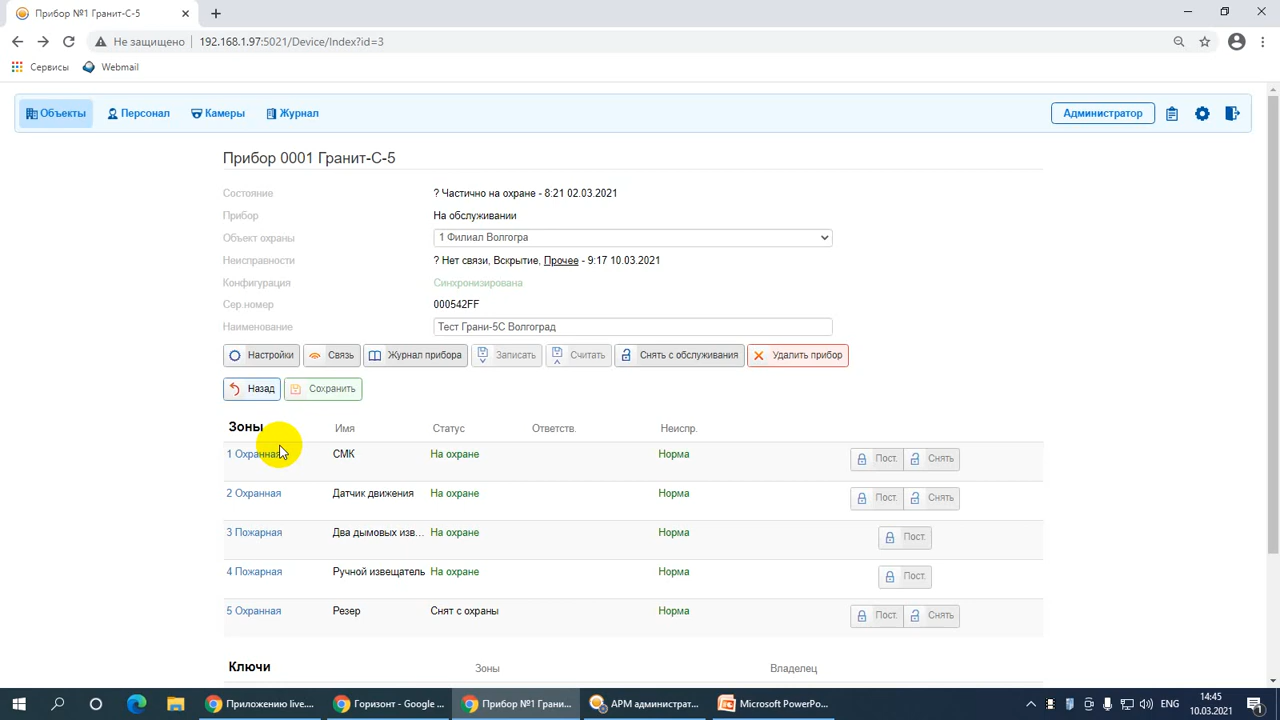 Прибор №1 Гранит-С-5
Не защищено 192.168.1.97:5021/Device/Index?id=3
Сервисы Webmail
Объекты Персонал Камеры Журнал Администратор
Прибор 0001 Гранит-С-5
Состояние ? Частично на охране - 8:21 02.03.2021
Прибор На обслуживании
Объект охраны 1 Филиал Волгогра
Неисправности ? Нет связи, Вскрытие, Прочее - 9:17 10.03.2021
Конфигурация Синхронизирована
Сер.номер 000542FF
Наименование Тест Грани-5С Волгоград
Настройки Связь Журнал прибора Записать Считать Снять с обслуживания Удалить прибор
Назад Сохранить
Зоны Имя Статус Ответств. Неиспр.
1 Охранная СМК На охране Норма Пост. Снять
2 Охранная Датчик движения На охране Норма Пост. Снять
3 Пожарная Два дымовых изв... На охране Норма Пост.
4 Пожарная Ручной извещатель На охране Норма Пост.
5 Охранная Резер Снят с охраны Норма Пост. Снять
Ключи Зоны Владелец
Приложению live.... Горизонт - Google ... Прибор №1 Грани... АРМ администрат... Microsoft PowerPo... ENG 14:45
10.03.2021
1